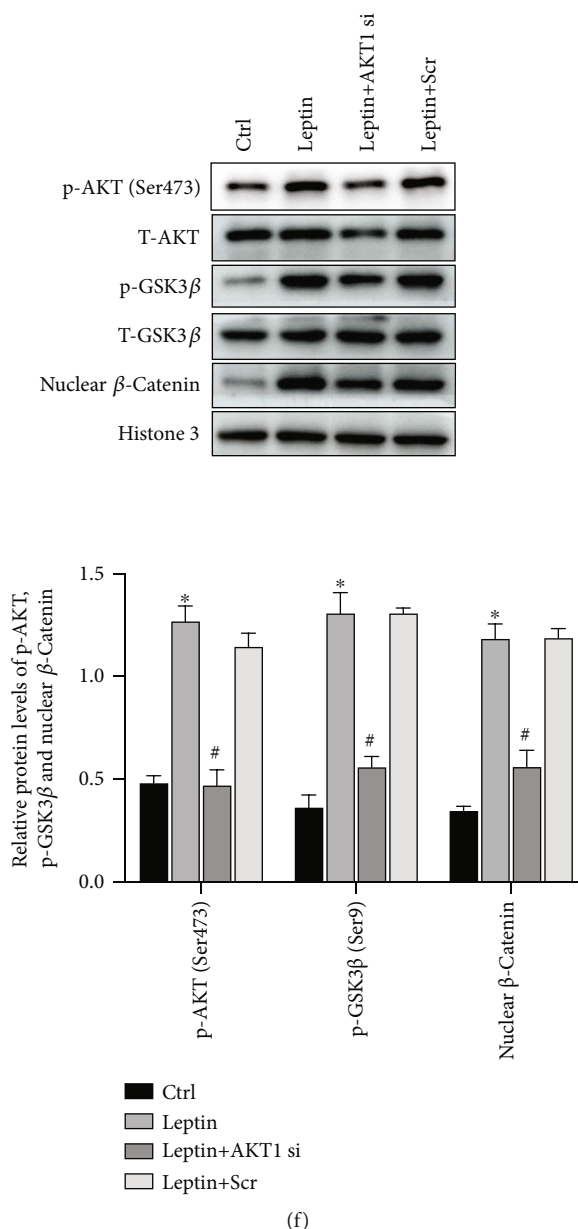 Ctrl
Leptin
Leptin+AKT1 si
Leptin+Scr
p-AKT (Ser473)
T-AKT
p-GSK3β
T-GSK3β
Nuclear β-Catenin
Histone 3
Relative protein levels of p-AKT,
p-GSK3β and nuclear β-Catenin
1.5
1.0
0.5
0.0
*
#
*
#
*
#
p-AKT (Ser473)
p-GSK3β (Ser9)
Nuclear β-Catenin
Ctrl
Leptin
Leptin+AKT1 si
Leptin+Scr
(f)